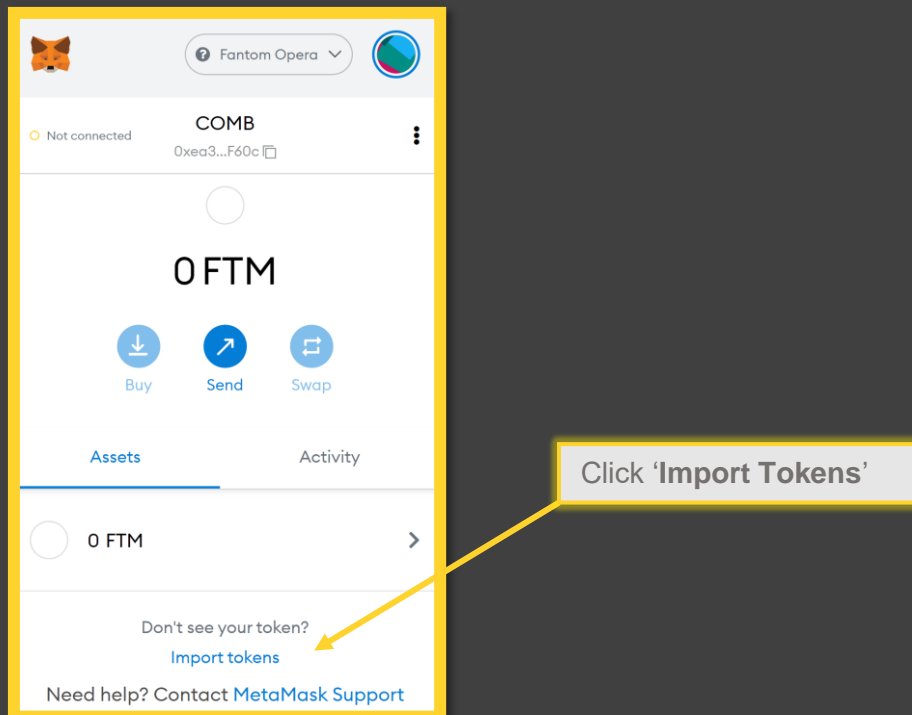 Fantom Opera
Not connected
COMB
0xea3...F60c
0 FTM
Buy
Send
Swap
Assets
Activity
0 FTM
Don't see your token?
Import tokens
Need help? Contact MetaMask Support
Click ‘Import Tokens’